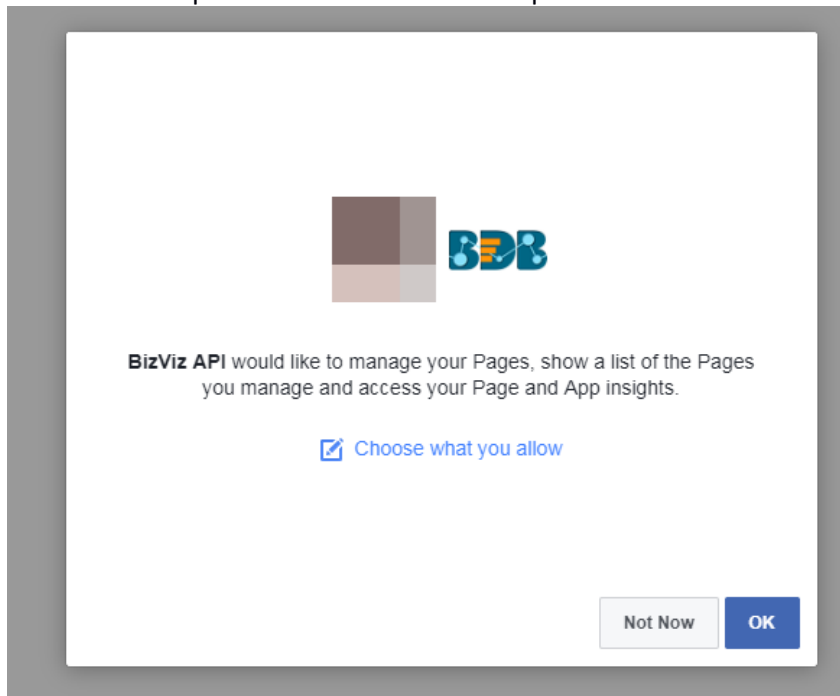 BDB
BizViz API would like to manage your Pages, show a list of the Pages
you manage and access your Page and App insights.
Choose what you allow
Not Now
OK